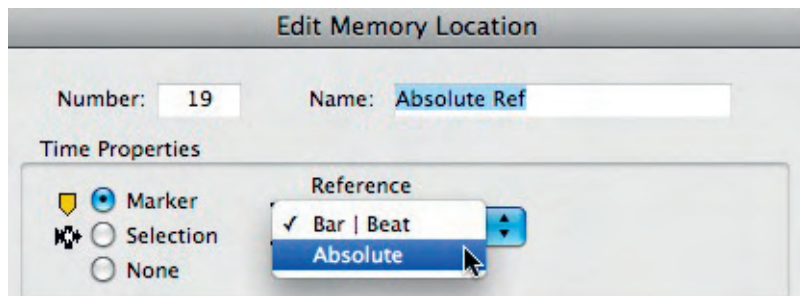 Edit Memory Location
Number: 19 Name: Absolute Ref
Time Properties
Reference
Marker
✓ Bar | Beat
Selection
Absolute
None